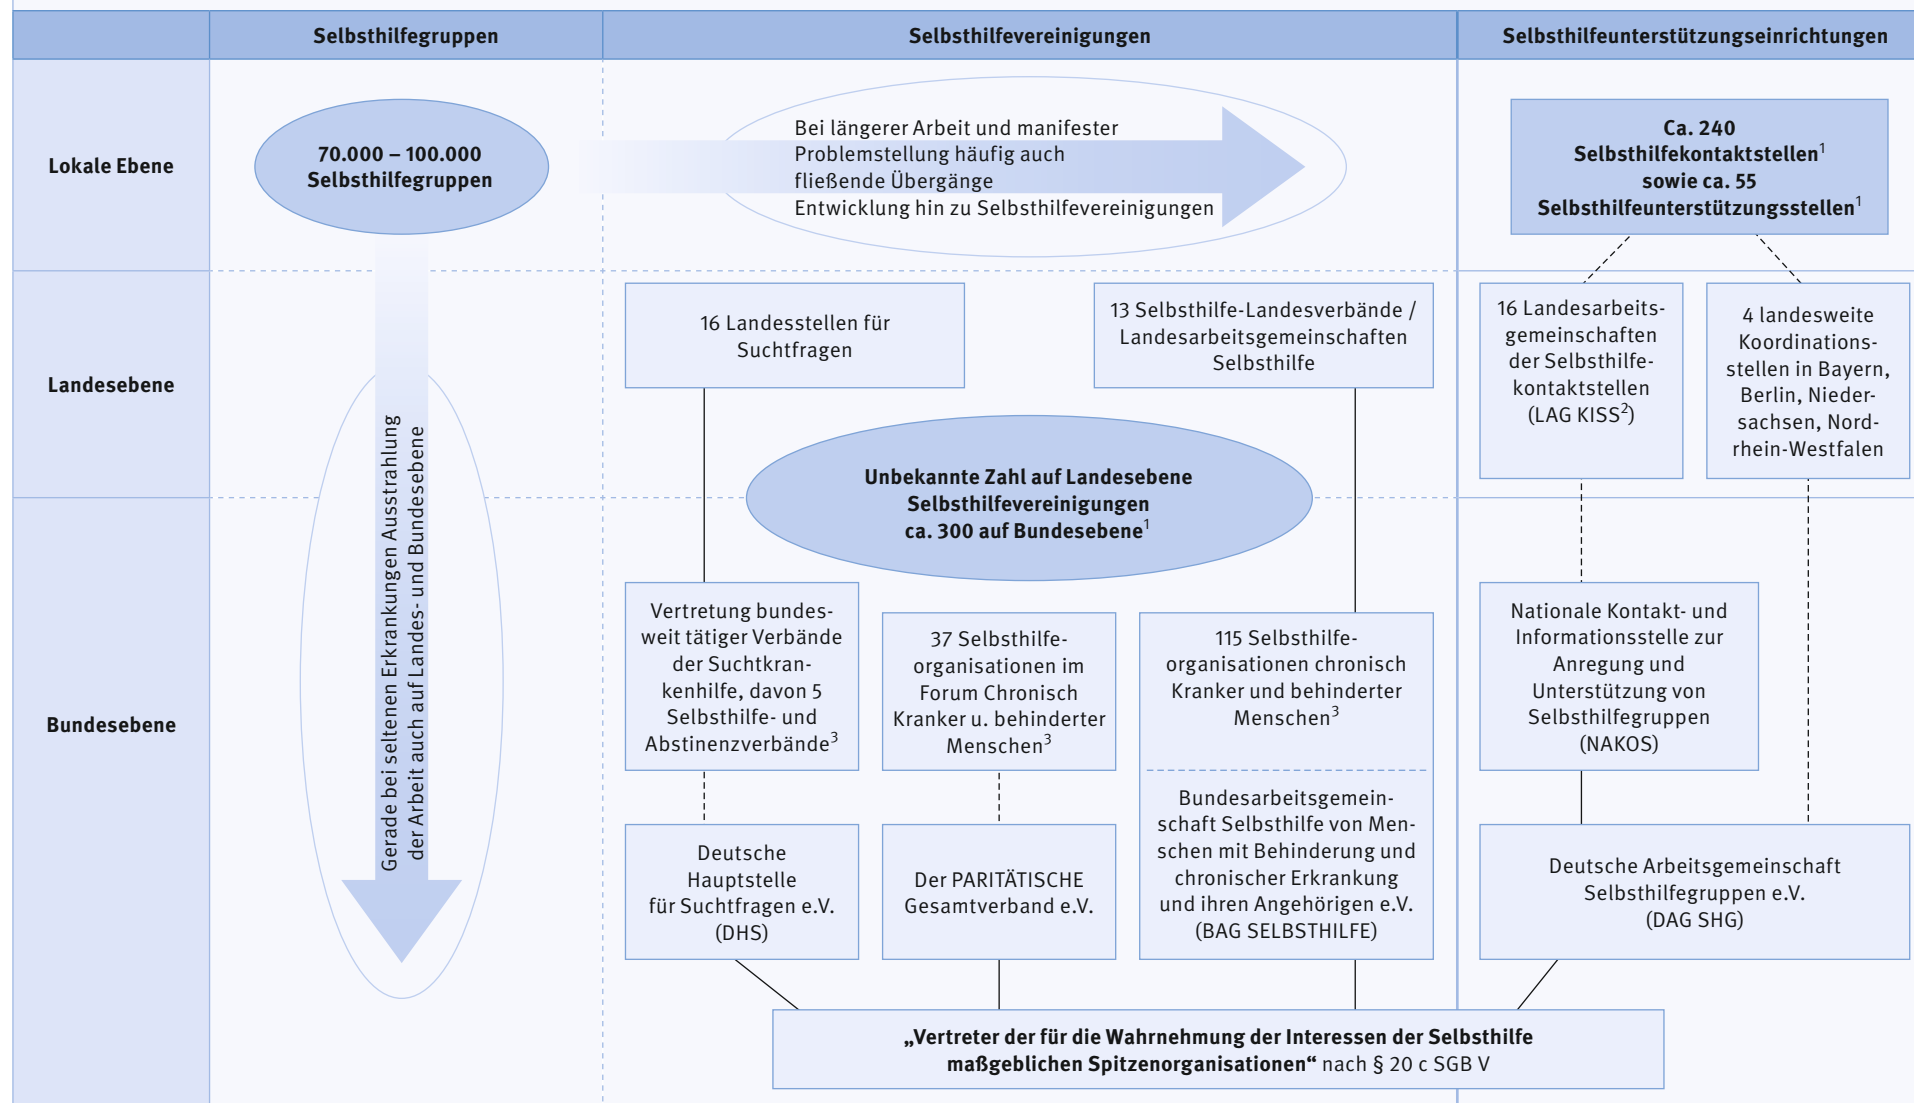 Selbsthilfegruppen
Selbsthilfevereinigungen
Selbsthilfeunterstützungseinrichtungen
Lokale Ebene
70.000 – 100.000
Selbsthilfegruppen
Bei längerer Arbeit und manifester
Problemstellung häufig auch
fließende Übergänge
Entwicklung hin zu Selbsthilfevereinigungen
Ca. 240
Selbsthilfekontaktstellen¹
sowie ca. 55
Selbsthilfeunterstützungsstellen¹
Landesebene
Gerade bei seltenen Erkrankungen Ausstrahlung
der Arbeit auch auf Landes- und Bundesebene
16 Landesstellen für
Suchtfragen
13 Selbsthilfe-Landesverbände /
Landesarbeitsgemeinschaften
Selbsthilfe
16 Landesarbeits-
gemeinschaften
der Selbsthilfe-
kontaktstellen
(LAG KISS²)
4 landesweite
Koordinations-
stellen in Bayern,
Berlin, Nieder-
sachsen, Nord-
rhein-Westfalen
Unbekannte Zahl auf Landesebene
Selbsthilfevereinigungen
ca. 300 auf Bundesebene¹
Bundesebene
Vertretung bundes-
weit tätiger Verbände
der Suchtkran-
kenhilfe, davon 5
Selbsthilfe- und
Abstinenzverbände³
37 Selbsthilfe-
organisationen im
Forum Chronisch
Kranker u. behinderter
Menschen³
115 Selbsthilfe-
organisationen chronisch
Kranker und behinderter
Menschen³
Nationale Kontakt- und
Informationsstelle zur
Anregung und
Unterstützung von
Selbsthilfegruppen
(NAKOS)
Deutsche
Hauptstelle
für Suchtfragen e.V.
(DHS)
Der PARITÄTISCHE
Gesamtverband e.V.
Bundesarbeitsgemein-
schaft Selbsthilfe von Men-
schen mit Behinderung und
chronischer Erkrankung
und ihren Angehörigen e.V.
(BAG SELBSTHILFE)
Deutsche Arbeitsgemeinschaft
Selbsthilfegruppen e.V.
(DAG SHG)
„Vertreter der für die Wahrnehmung der Interessen der Selbsthilfe
maßgeblichen Spitzenorganisationen“ nach § 20 c SGB V